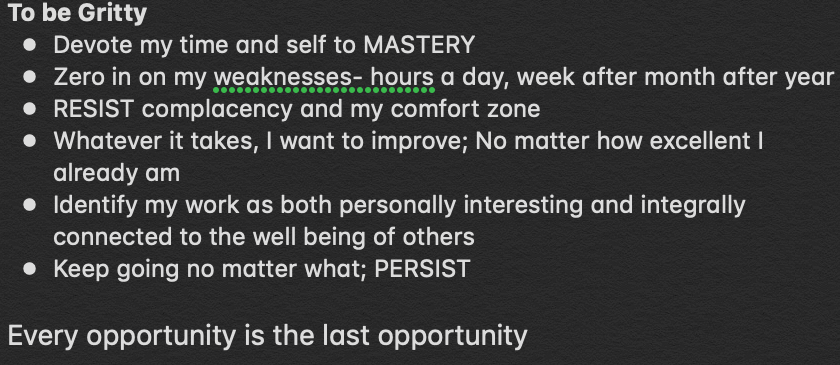 To be Gritty
● Devote my time and self to MASTERY
● Zero in on my weaknesses- hours a day, week after month after year
● RESIST complacency and my comfort zone
● Whatever it takes, I want to improve; No matter how excellent I
already am
● Identify my work as both personally interesting and integrally
connected to the well being of others
● Keep going no matter what; PERSIST
Every opportunity is the last opportunity